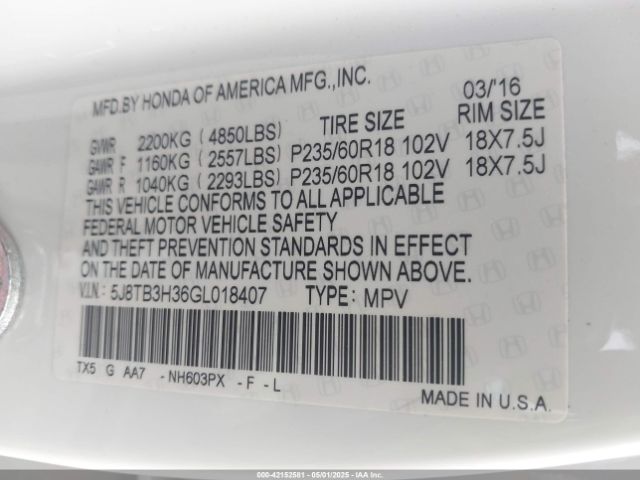 MFD.BY HONDA OF AMERICA MFG.,INC. 03/'16
TIRE SIZE RIM SIZE
GVWR 2200KG ( 4850LBS)
GAWR F 1160KG ( 2557LBS) P235/60R18 102V 18X7.5J
GAWR R 1040KG ( 2293LBS) P235/60R18 102V 18X7.5J
THIS VEHICLE CONFORMS TO ALL APPLICABLE
FEDERAL MOTOR VEHICLE SAFETY
AND THEFT PREVENTION STANDARDS IN EFFECT
ON THE DATE OF MANUFACTURE SHOWN ABOVE.
V.I.N.: 5J8TB3H36GL018407 TYPE: MPV
TX5 G AA7 - NH603PX - F - L
MADE IN U.S.A.
000-42152581 - 05/01/2025 - IAA Inc.